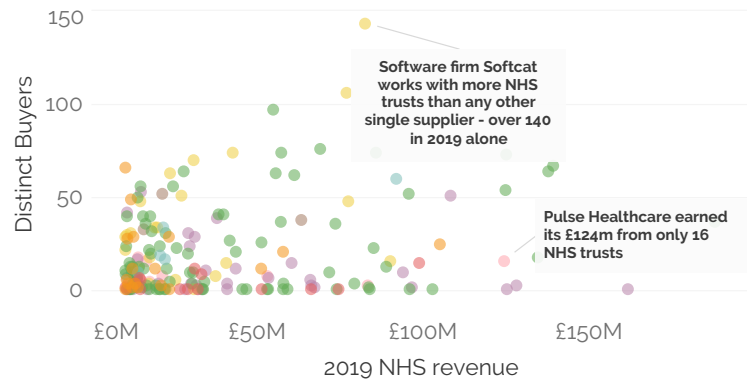 150
Software firm Softcat
works with more NHS
trusts than any other
single supplier - over 140
in 2019 alone
100
Distinct Buyers
50
Pulse Healthcare earned
its £124m from only 16
NHS trusts
0
£0M £50M £100M £150M
2019 NHS revenue